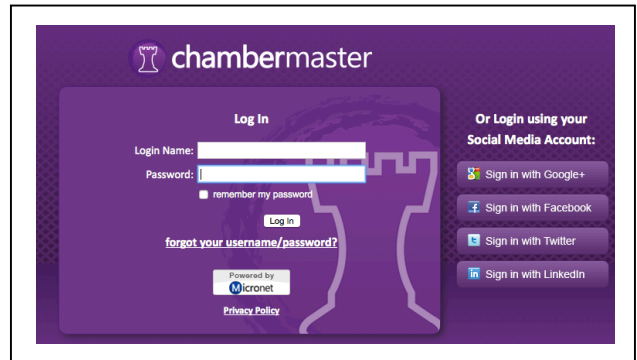 chambermaster
Log In
Login Name:
Password:
remember my password
Log In
forgot your username/password?
Powered by
Micronet
Privacy Policy
Or Login using your
Social Media Account:
Sign in with Google+
Sign in with Facebook
Sign in with Twitter
Sign in with LinkedIn